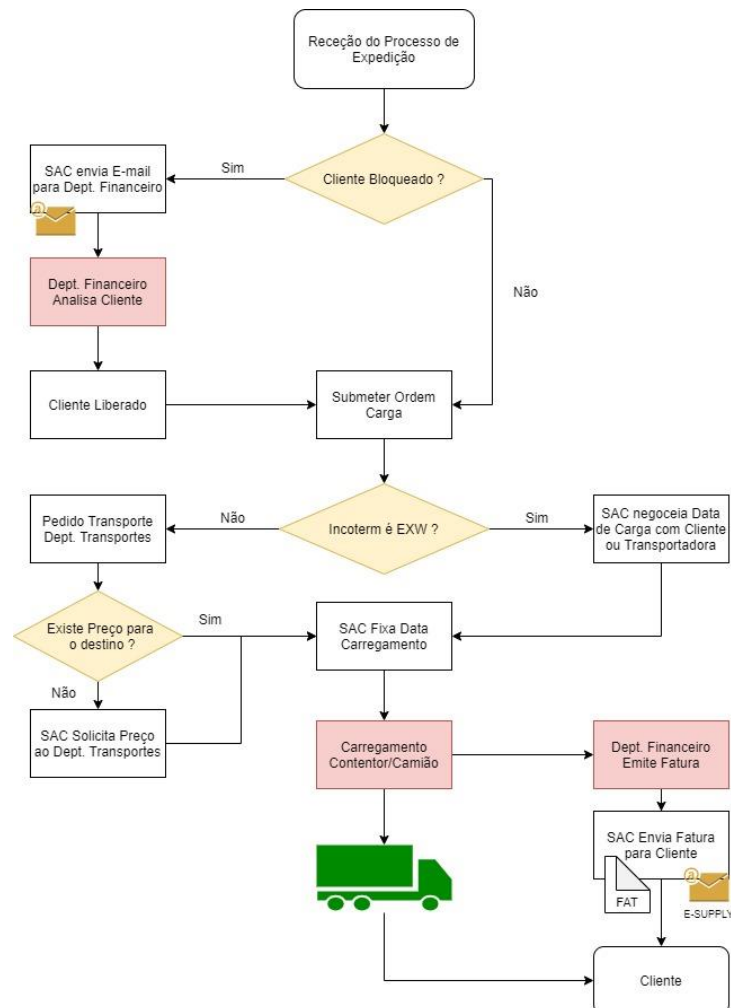 Receção do Processo de
Expedição
SAC envia E-mail
para Dept. Financeiro
Sim
Cliente Bloqueado ?
@
Dept. Financeiro
Analisa Cliente
Não
Cliente Liberado
Submeter Ordem
Carga
Pedido Transporte
Dept. Transportes
Não
Incoterm é EXW ?
Sim
SAC negoceia Data
de Carga com Cliente
ou Transportadora
Existe Preço para
o destino ?
Sim
SAC Fixa Data
Carregamento
Não
SAC Solicita Preço
ao Dept. Transportes
Carregamento
Contentor/Camião
Dept. Financeiro
Emite Fatura
SAC Envia Fatura
para Cliente
@
FAT
E-SUPPLY
Cliente